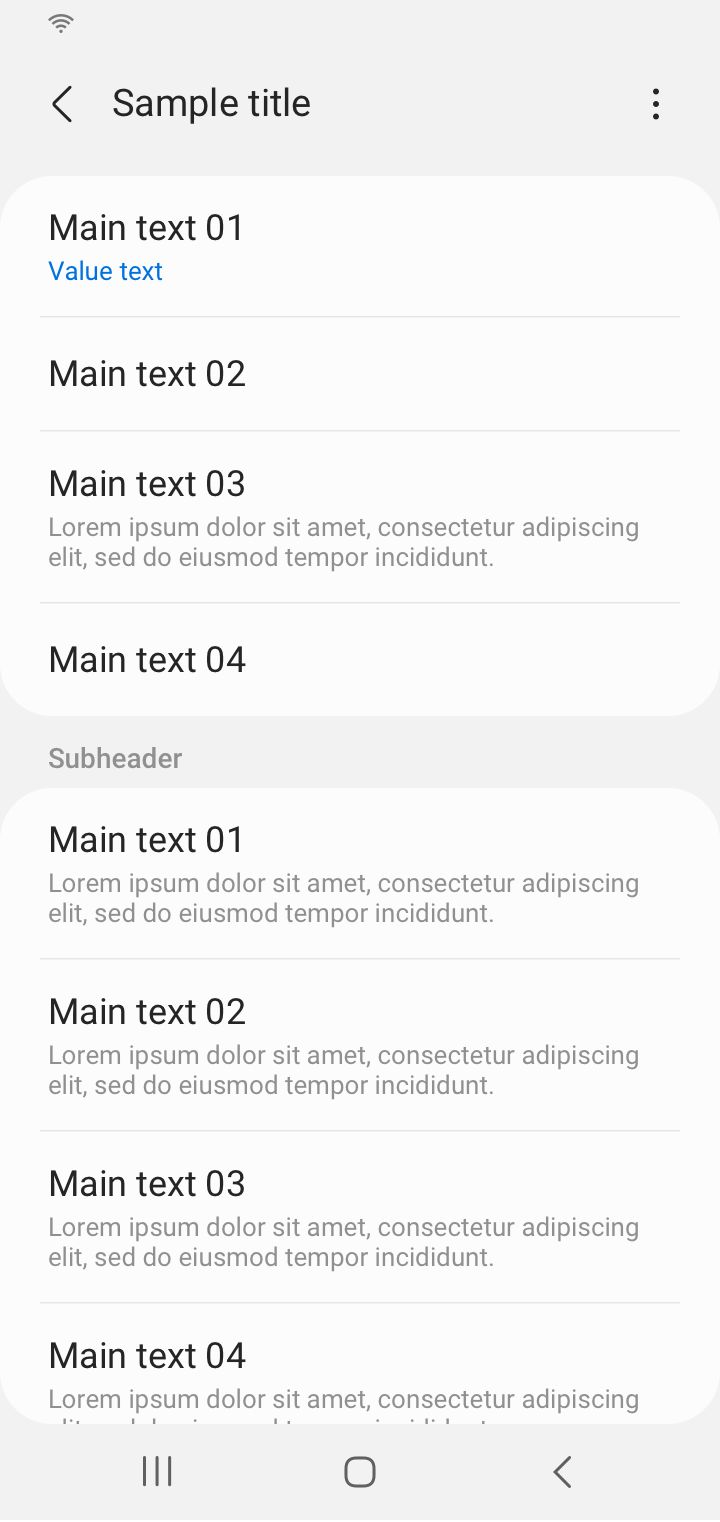 Sample title
Main text 01
Value text
Main text 02
Main text 03
Lorem ipsum dolor sit amet, consectetur adipiscing
elit, sed do eiusmod tempor incididunt.
Main text 04
Subheader
Main text 01
Lorem ipsum dolor sit amet, consectetur adipiscing
elit, sed do eiusmod tempor incididunt.
Main text 02
Lorem ipsum dolor sit amet, consectetur adipiscing
elit, sed do eiusmod tempor incididunt.
Main text 03
Lorem ipsum dolor sit amet, consectetur adipiscing
elit, sed do eiusmod tempor incididunt.
Main text 04
Lorem ipsum dolor sit amet, consectetur adipiscing